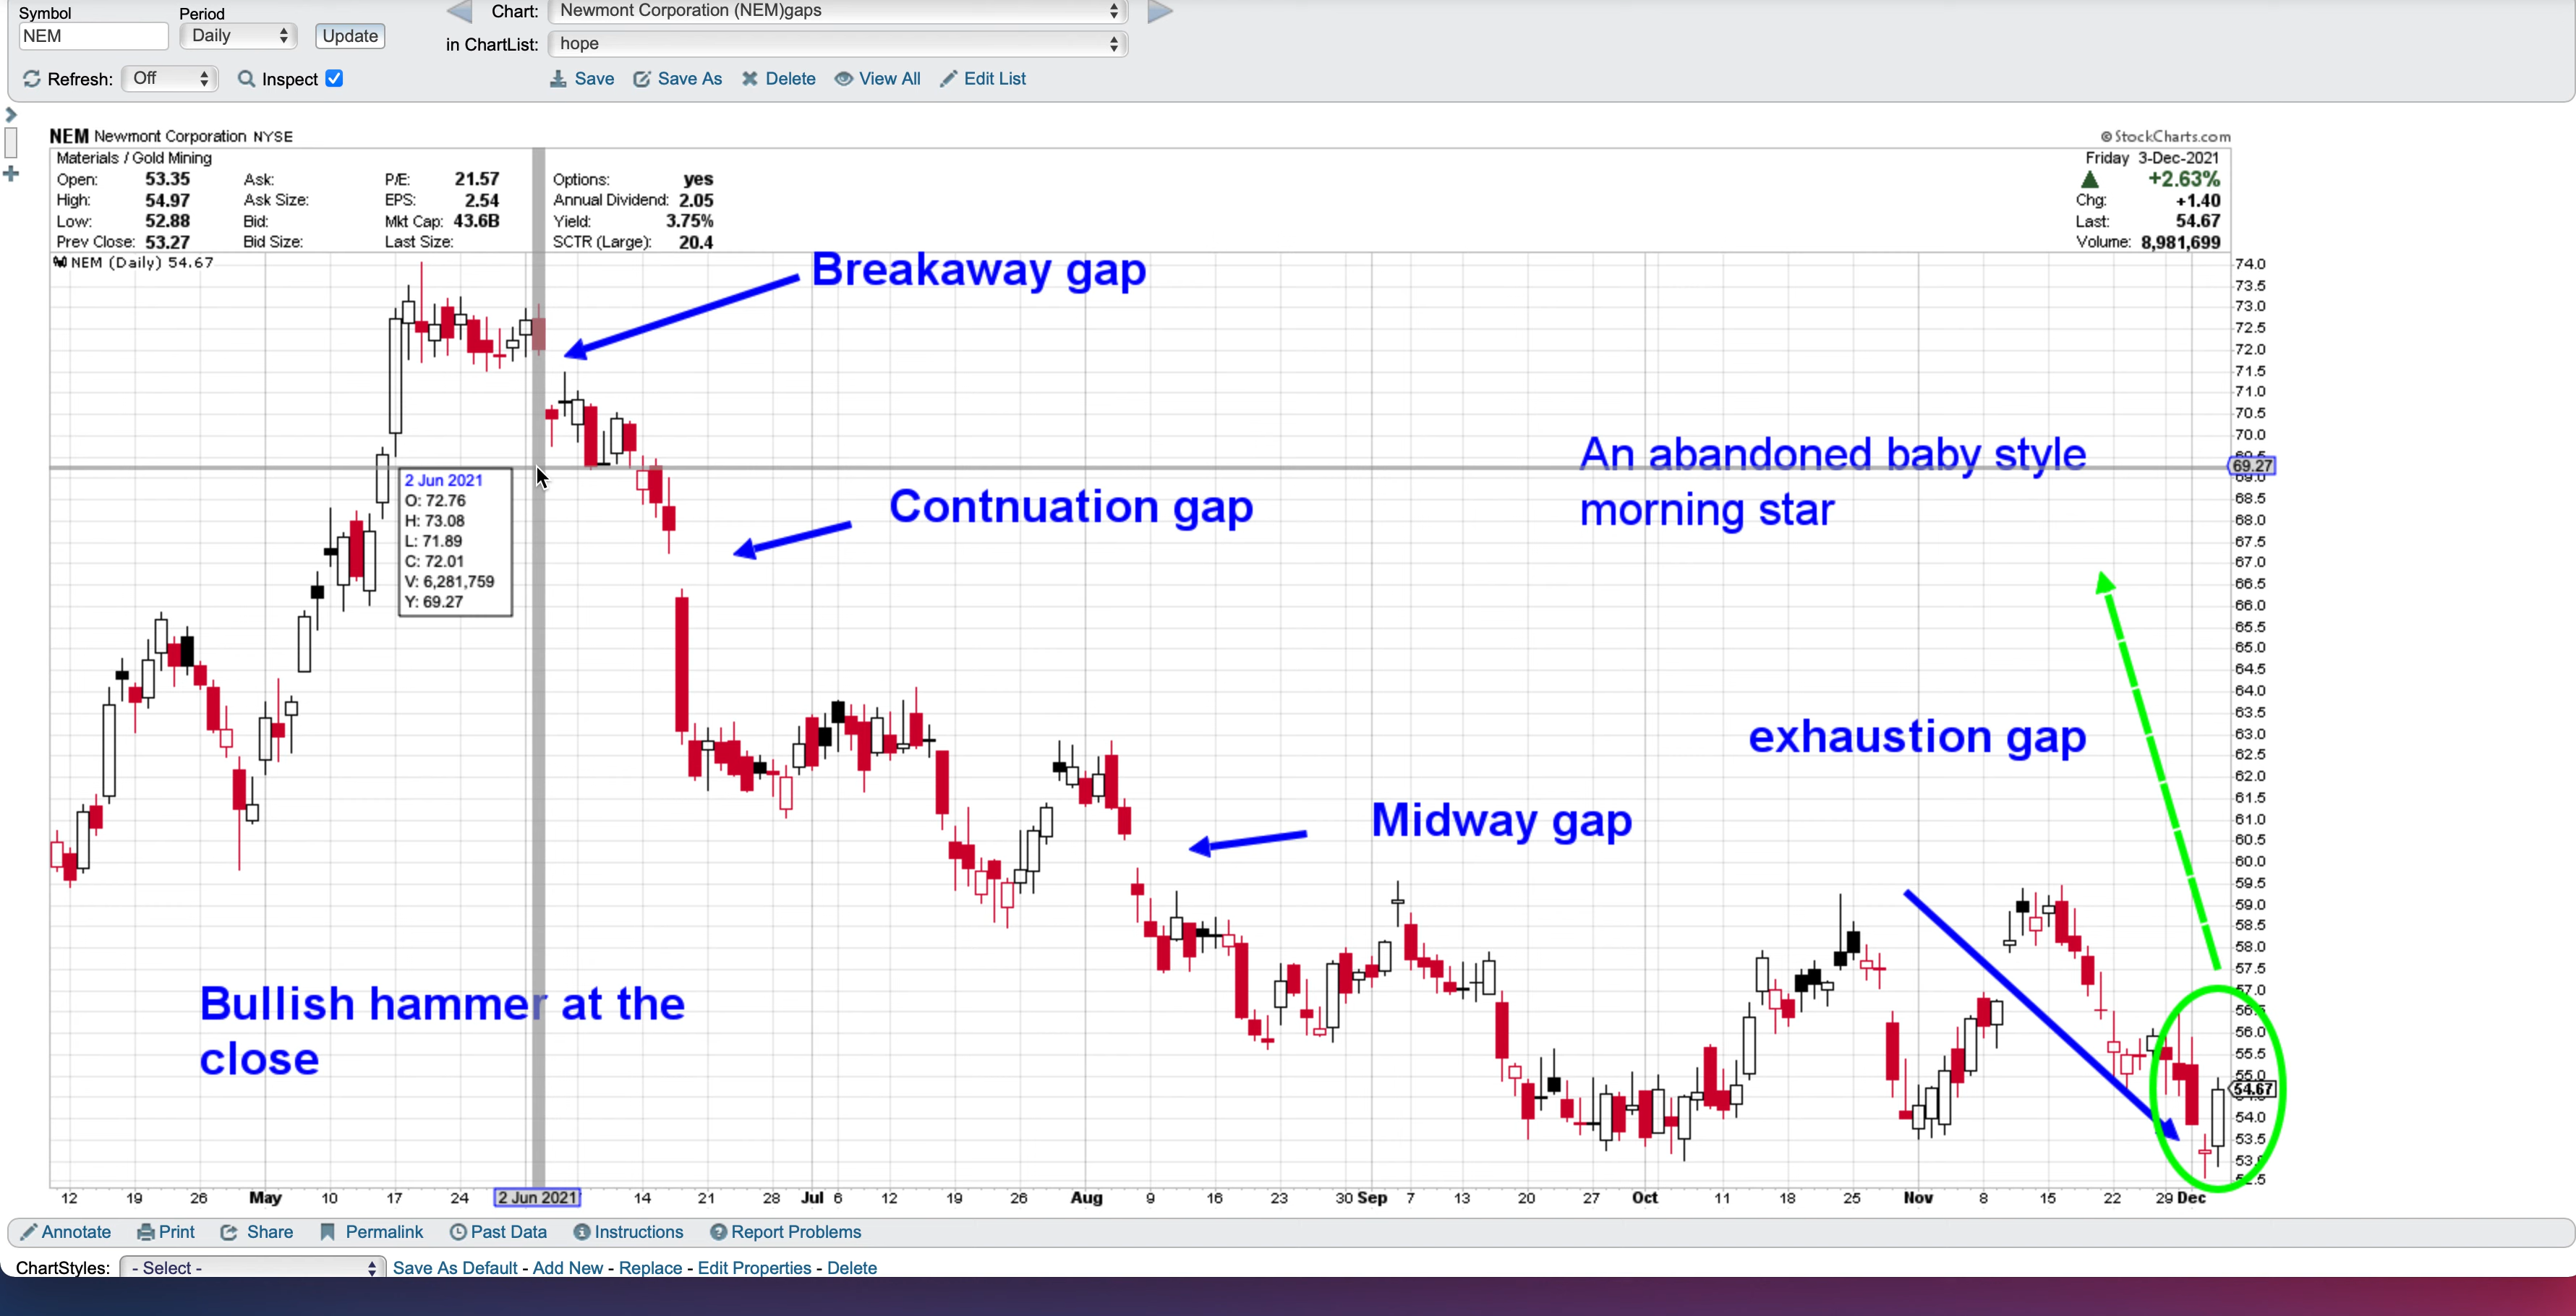 Symbol Period Chart: Newmont Corporation (NEM)gaps
NEM Daily Update in ChartList: hope
Refresh: Off Inspect Save Save As Delete View All Edit List
NEM Newmont Corporation NYSE © StockCharts.com
Materials / Gold Mining Friday 3-Dec-2021
Open: 53.35 Ask: P/E: 21.57 Options: yes +2.63%
High: 54.97 Ask Size: EPS: 2.54 Annual Dividend: 2.05 Chg: +1.40
Low: 52.88 Bid: Mkt Cap: 43.6B Yield: 3.75% Last: 54.67
Prev Close: 53.27 Bid Size: Last Size: SCTR (Large): 20.4 Volume: 8,981,699
NEM (Daily) 54.67
Breakaway gap
Contnuation gap
An abandoned baby style
morning star
exhaustion gap
Midway gap
Bullish hammer at the
close
2 Jun 2021
O: 72.76
H: 73.08
L: 71.89
C: 72.01
V: 6,281,759
Y: 69.27
74.0
73.5
73.0
72.5
72.0
71.5
71.0
70.5
70.0
69.27
69.0
68.5
68.0
67.5
67.0
66.5
66.0
65.5
65.0
64.5
64.0
63.5
63.0
62.5
62.0
61.5
61.0
60.5
60.0
59.5
59.0
58.5
58.0
57.5
57.0
56.5
56.0
55.5
55.0
54.67
54.0
53.5
12 19 26 May 10 17 24 2 Jun 2021 14 21 28 Jul 6 12 19 26 Aug 9 16 23 30 Sep 7 13 20 27 Oct 11 18 25 Nov 8 15 22 29 Dec
Annotate Print Share Permalink Past Data Instructions Report Problems
ChartStyles: - Select - Save As Default - Add New - Replace - Edit Properties - Delete